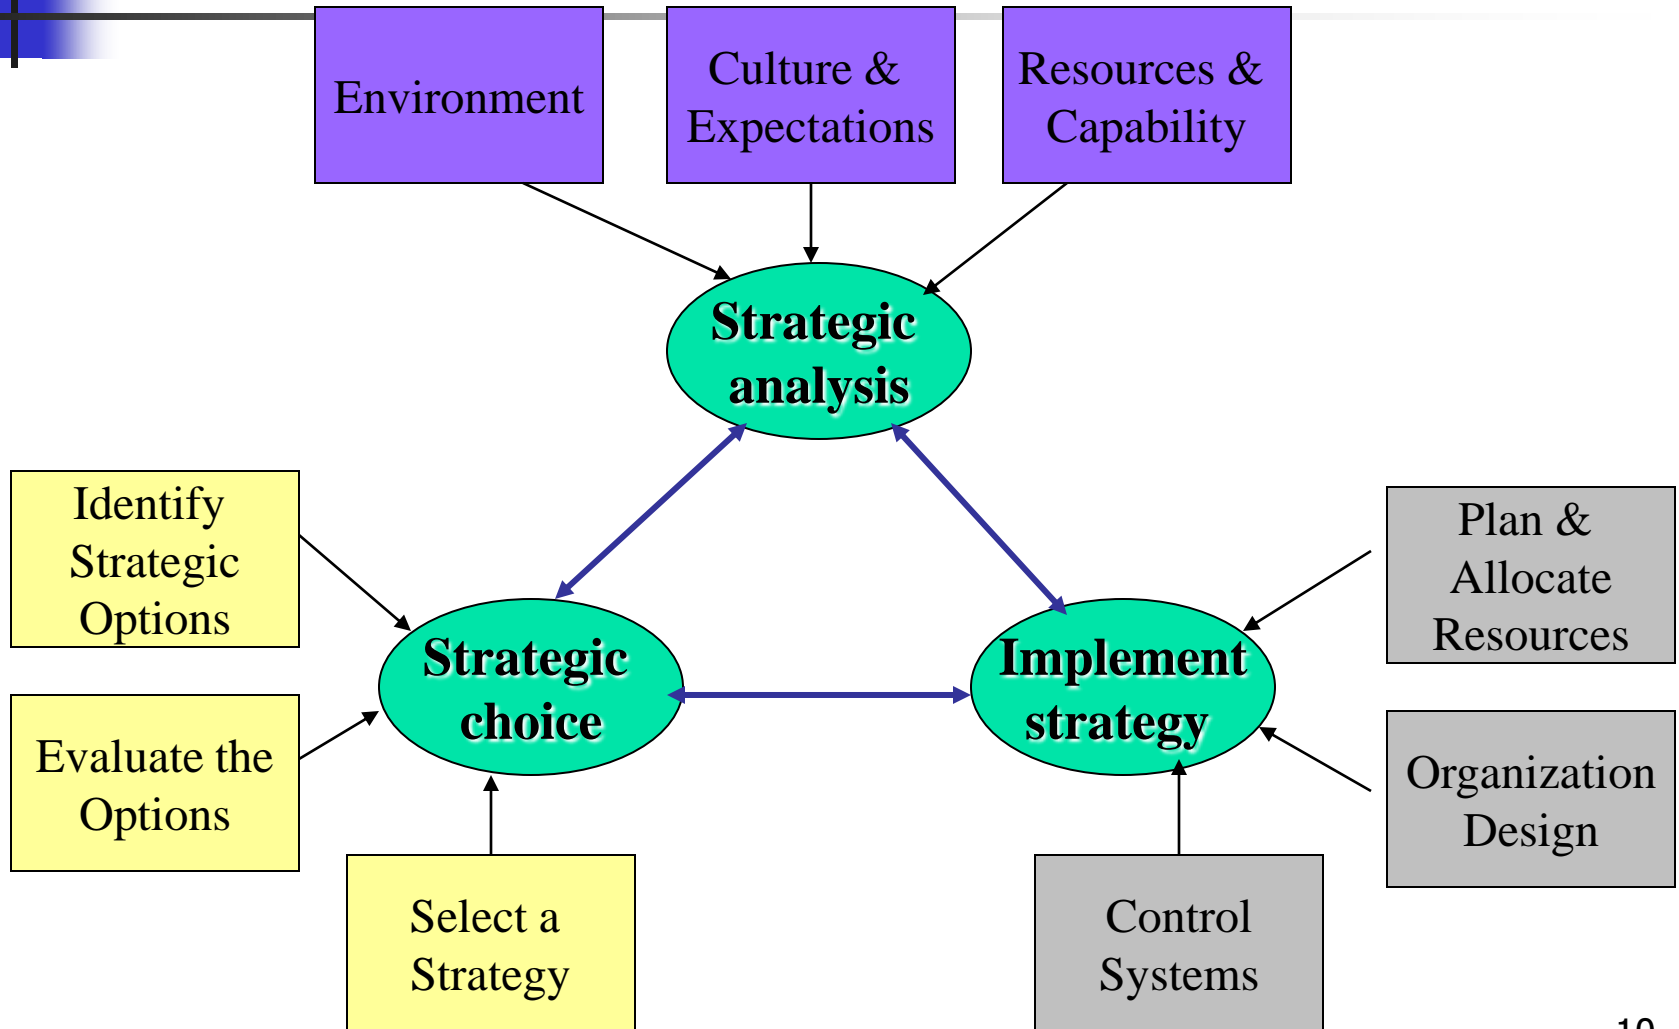 Environment
Culture &
Expectations
Resources &
Capability
Strategic
analysis
Identify
Strategic
Options
Plan &
Allocate
Resources
Strategic
choice
Implement
strategy
Evaluate the
Options
Organization
Design
Select a
Strategy
Control
Systems
10